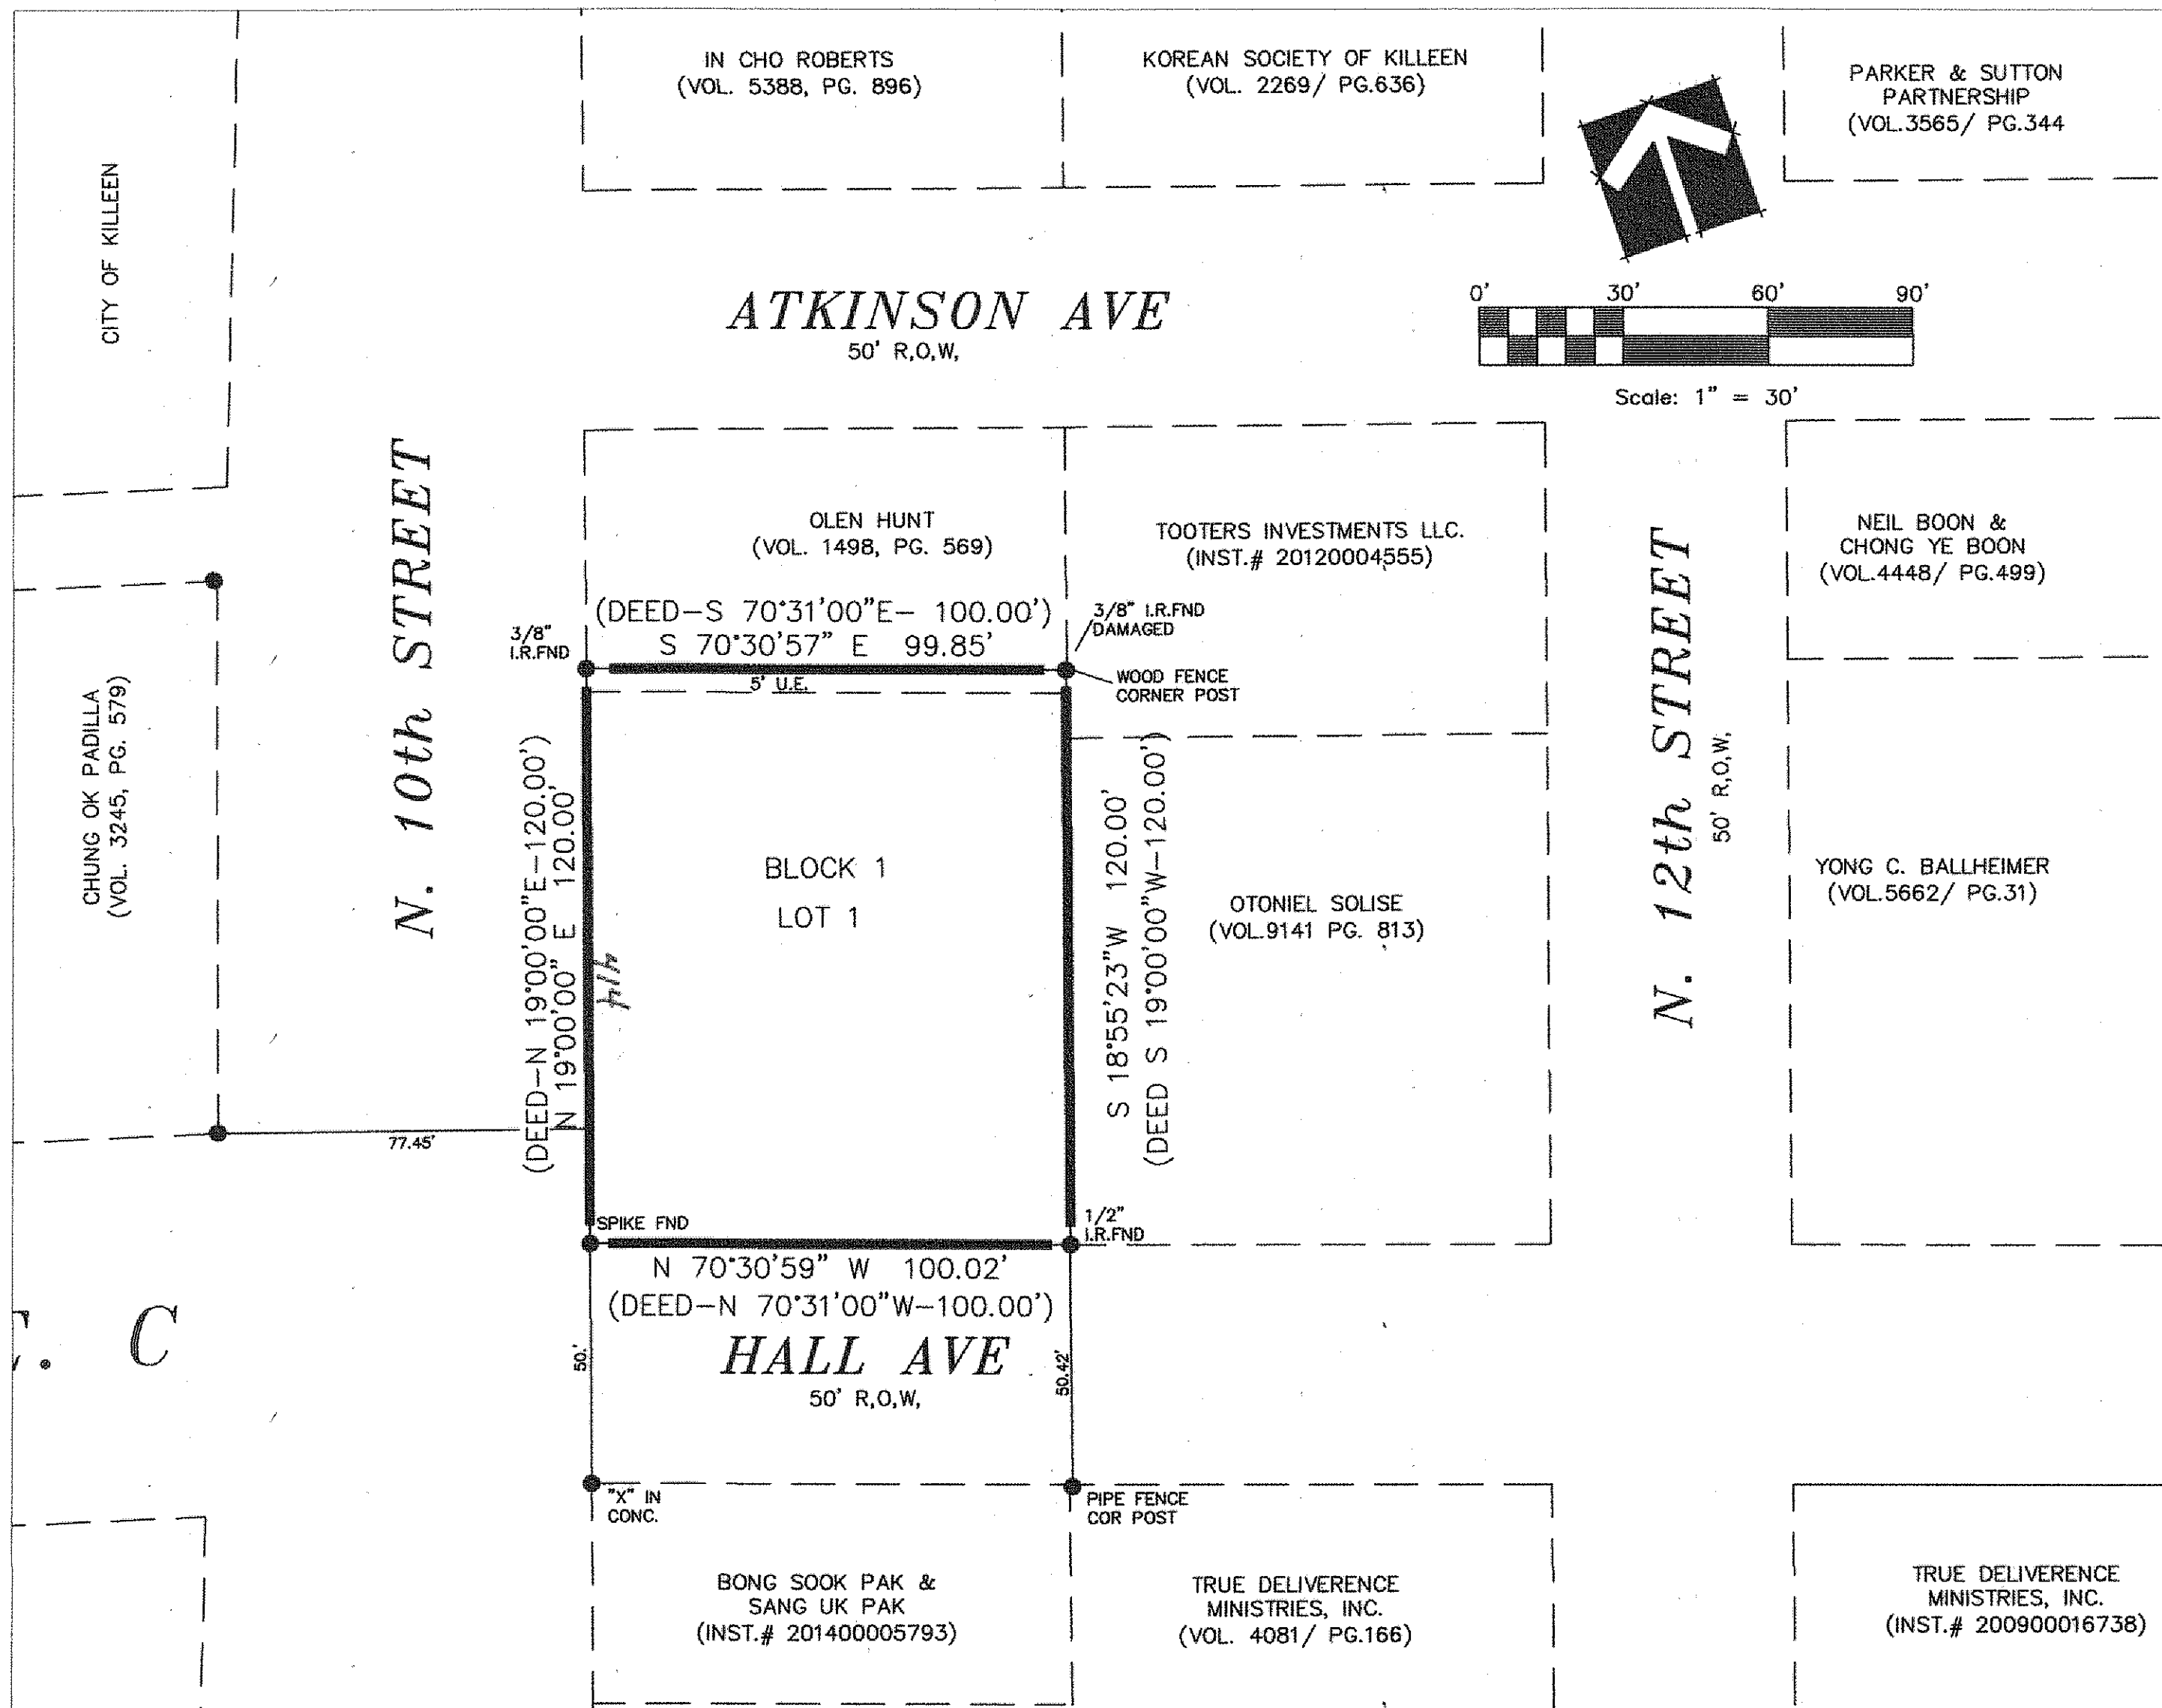 IN CHO ROBERTS
(VOL. 5388, PG. 896)
KOREAN SOCIETY OF KILLEEN
(VOL. 2269/ PG.636)
PARKER & SUTTON
PARTNERSHIP
(VOL.3565/ PG.344
CITY OF KILLEEN
ATKINSON AVE
50' R,O,W,
0' 30' 60' 90'
Scale: 1" = 30'
N. 10th STREET
OLEN HUNT
(VOL. 1498, PG. 569)
TOOTERS INVESTMENTS LLC.
(INST.# 20120004555)
N. 12th STREET
50' R,O,W,
NEIL BOON &
CHONG YE BOON
(VOL.4448/ PG.499)
(DEED-S 70°31'00"E- 100.00')
S 70°30'57" E 99.85'
3/8"
I.R.FND
3/8" I.R.FND
DAMAGED
WOOD FENCE
CORNER POST
5' U.E.
CHUNG OK PADILLA
(VOL. 3245, PG. 579)
(DEED-N 19°00'00"E-120.00')
N 19°00'00" E 120.00'
414
BLOCK 1
LOT 1
S 18°55'23"W 120.00'
(DEED S 19°00'00"W-120.00')
OTONIEL SOLISE
(VOL.9141 PG. 813)
YONG C. BALLHEIMER
(VOL.5662/ PG.31)
77.45'
SPIKE FND
1/2"
I.R.FND
N 70°30'59" W 100.02'
(DEED-N 70°31'00"W-100.00')
HALL AVE
50' R,O,W,
50.'
50.42'
. C
"X" IN
CONC.
PIPE FENCE
COR POST
BONG SOOK PAK &
SANG UK PAK
(INST.# 201400005793)
TRUE DELIVERENCE
MINISTRIES, INC.
(VOL. 4081/ PG.166)
TRUE DELIVERENCE
MINISTRIES, INC.
(INST.# 200900016738)